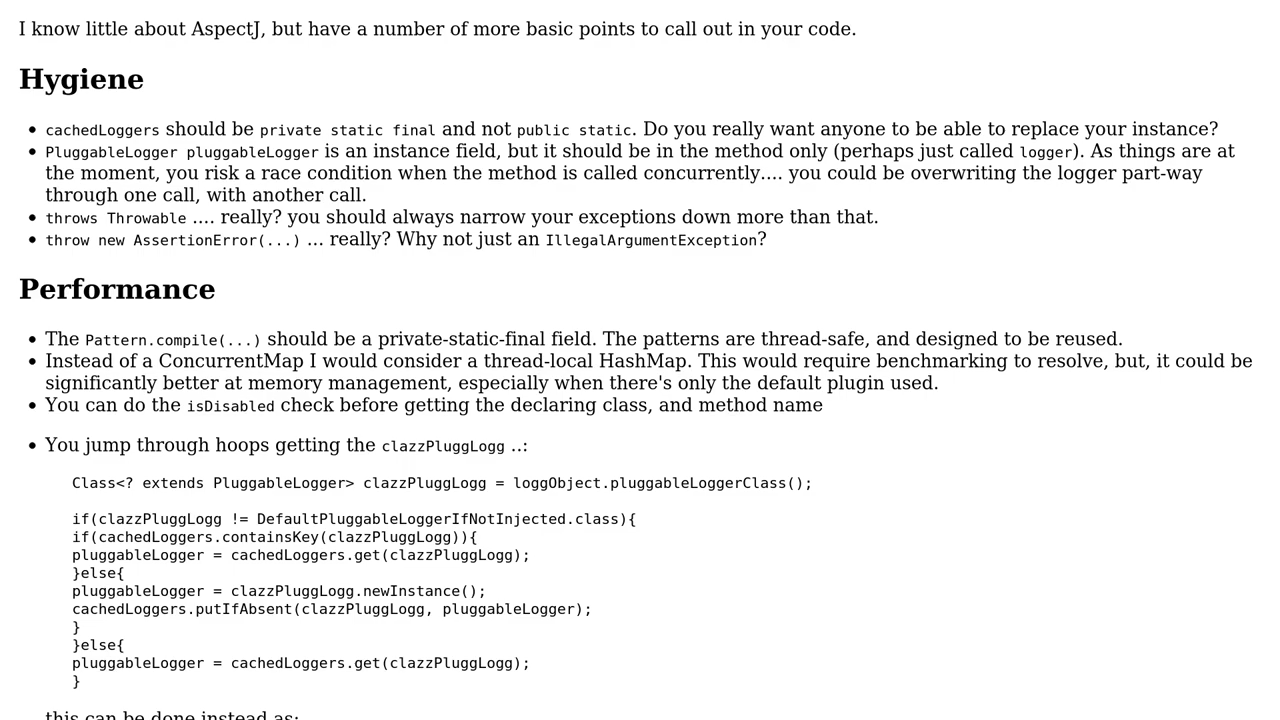 I know little about AspectJ, but have a number of more basic points to call out in your code.
Hygiene
• cachedLoggers should be private static final and not public static. Do you really want anyone to be able to replace your instance?
• PluggableLogger pluggableLogger is an instance field, but it should be in the method only (perhaps just called logger). As things are at
the moment, you risk a race condition when the method is called concurrently.... you could be overwriting the logger part-way
through one call, with another call.
• throws Throwable .... really? you should always narrow your exceptions down more than that.
• throw new AssertionError(...) ... really? Why not just an IllegalArgumentException?
Performance
• The Pattern.compile(...) should be a private-static-final field. The patterns are thread-safe, and designed to be reused.
• Instead of a ConcurrentMap I would consider a thread-local HashMap. This would require benchmarking to resolve, but, it could be
significantly better at memory management, especially when there's only the default plugin used.
• You can do the isDisabled check before getting the declaring class, and method name
• You jump through hoops getting the clazzPluggLogg ..:
Class<? extends PluggableLogger> clazzPluggLogg = loggObject.pluggableLoggerClass();
if(clazzPluggLogg != DefaultPluggableLoggerIfNotInjected.class){
if(cachedLoggers.containsKey(clazzPluggLogg)){
pluggableLogger = cachedLoggers.get(clazzPluggLogg);
}else{
pluggableLogger = clazzPluggLogg.newInstance();
cachedLoggers.putIfAbsent(clazzPluggLogg, pluggableLogger);
}
}else{
pluggableLogger = cachedLoggers.get(clazzPluggLogg);
}
this can be done instead as: